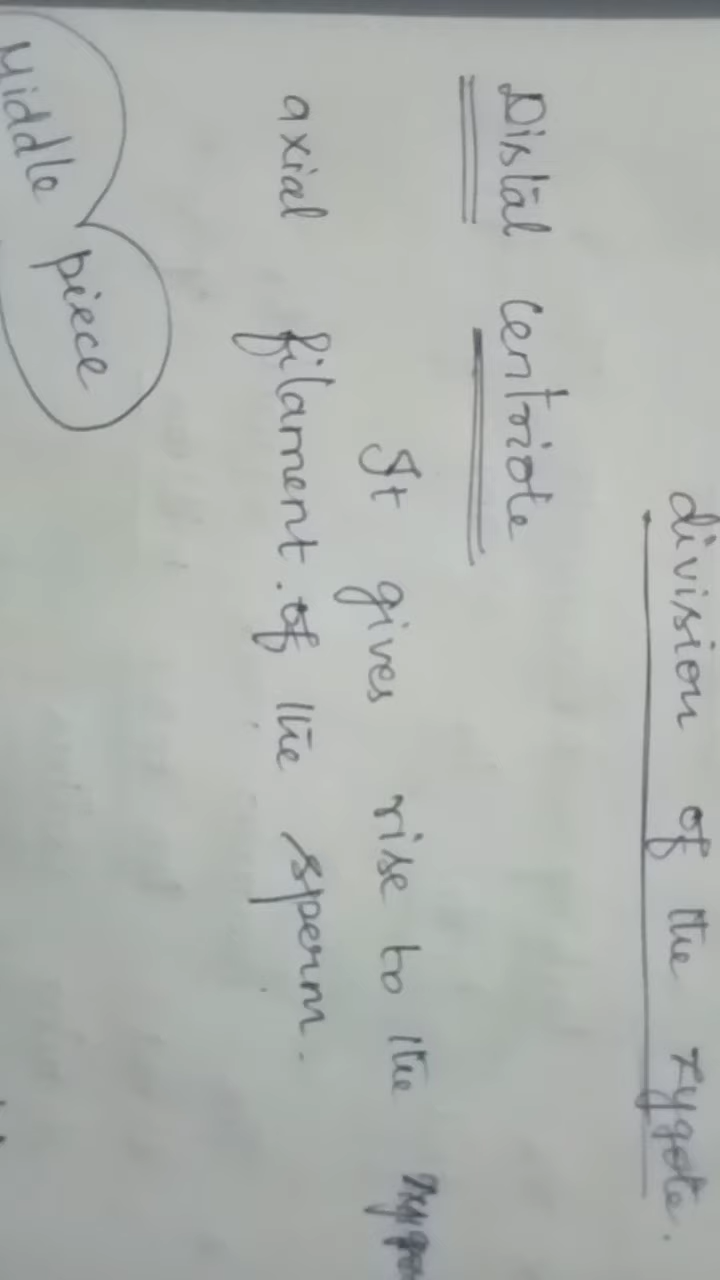 division of the zygote.
Distal Centriole
It gives rise to the
axial filament of the sperm.
Middle piece